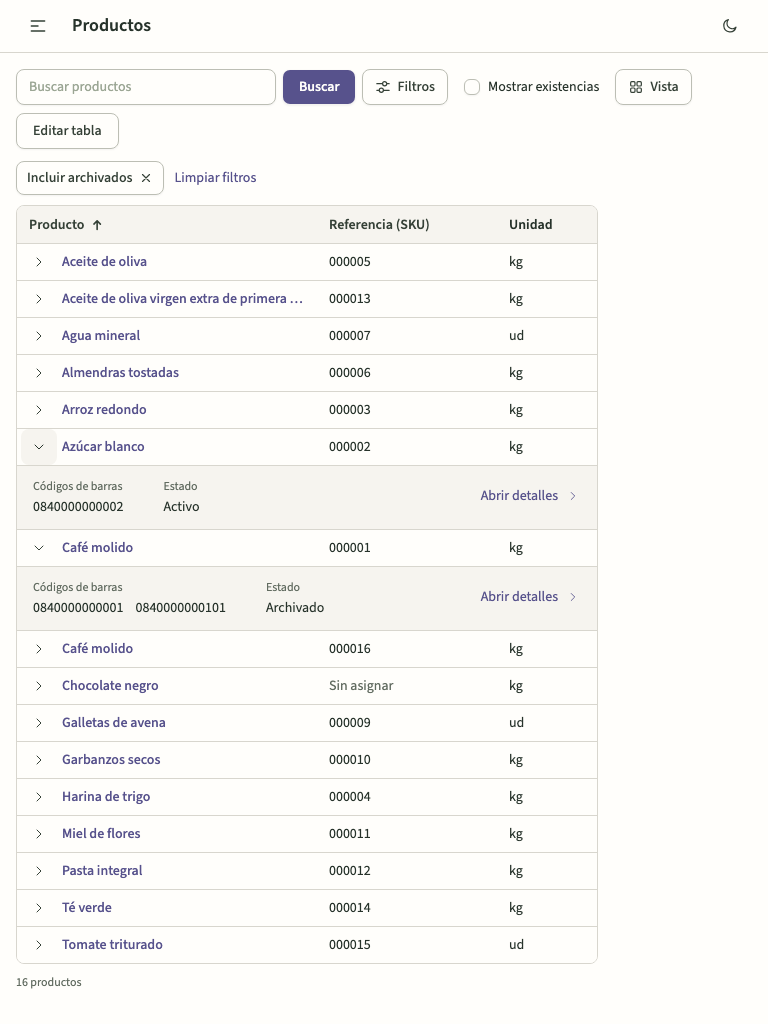 Productos
Buscar productos Buscar Filtros Mostrar existencias Vista
Editar tabla
Incluir archivados Limpiar filtros
Producto Referencia (SKU) Unidad
Aceite de oliva 000005 kg
Aceite de oliva virgen extra de primera … 000013 kg
Agua mineral 000007 ud
Almendras tostadas 000006 kg
Arroz redondo 000003 kg
Azúcar blanco 000002 kg
Códigos de barras Estado
0840000000002 Activo Abrir detalles
Café molido 000001 kg
Códigos de barras Estado
0840000000001 0840000000101 Archivado Abrir detalles
Café molido 000016 kg
Chocolate negro Sin asignar kg
Galletas de avena 000009 ud
Garbanzos secos 000010 kg
Harina de trigo 000004 kg
Miel de flores 000011 kg
Pasta integral 000012 kg
Té verde 000014 kg
Tomate triturado 000015 ud
16 productos